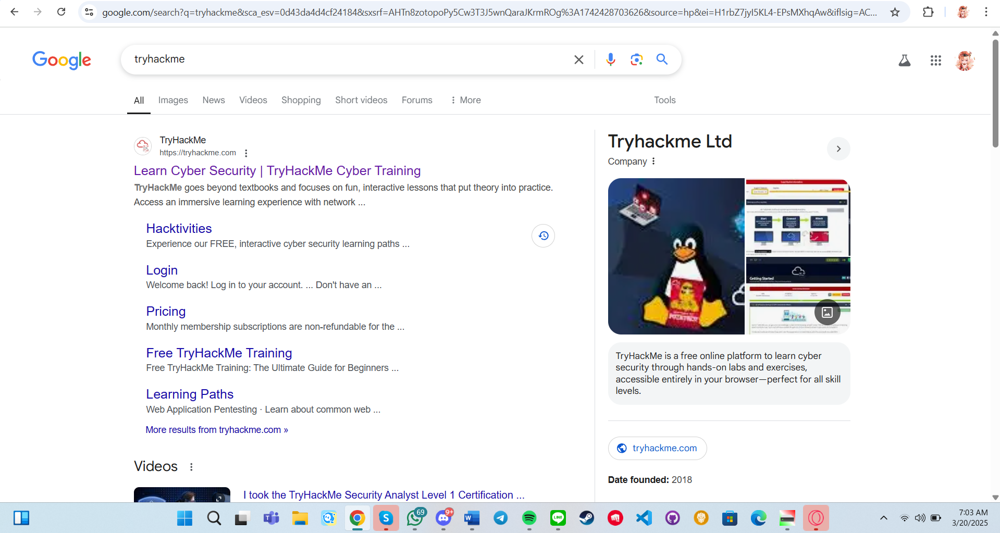 google.com/search?q=tryhackme&sca_esv=0d43da4d4cf24184&sxsrf=AHTn8zotopoPy5Cw3T3J5wnQaraJKrmROg%3A1742428703626&source=hp&ei=H1rbZ7jyI5KL4-EPsMXhqAw&iflsig=AC...
Google
tryhackme
All Images News Videos Shopping Short videos Forums More Tools
TryHackMe
https://tryhackme.com
Learn Cyber Security | TryHackMe Cyber Training
TryHackMe goes beyond textbooks and focuses on fun, interactive lessons that put theory into practice.
Access an immersive learning experience with network ...
Hacktivities
Experience our FREE, interactive cyber security learning paths ...
Login
Welcome back! Log in to your account. ... Don't have an ...
Pricing
Monthly membership subscriptions are non-refundable for the ...
Free TryHackMe Training
Free TryHackMe Training: The Ultimate Guide for Beginners ...
Learning Paths
Web Application Pentesting · Learn about common web ...
More results from tryhackme.com »
Videos
I took the TryHackMe Security Analyst Level 1 Certification ...
Tryhackme Ltd
Company
Getting Started
TryHackMe is a free online platform to learn cyber
security through hands-on labs and exercises,
accessible entirely in your browser—perfect for all skill
levels.
tryhackme.com
Date founded: 2018
69
9+
LINE
7:03 AM
3/20/2025